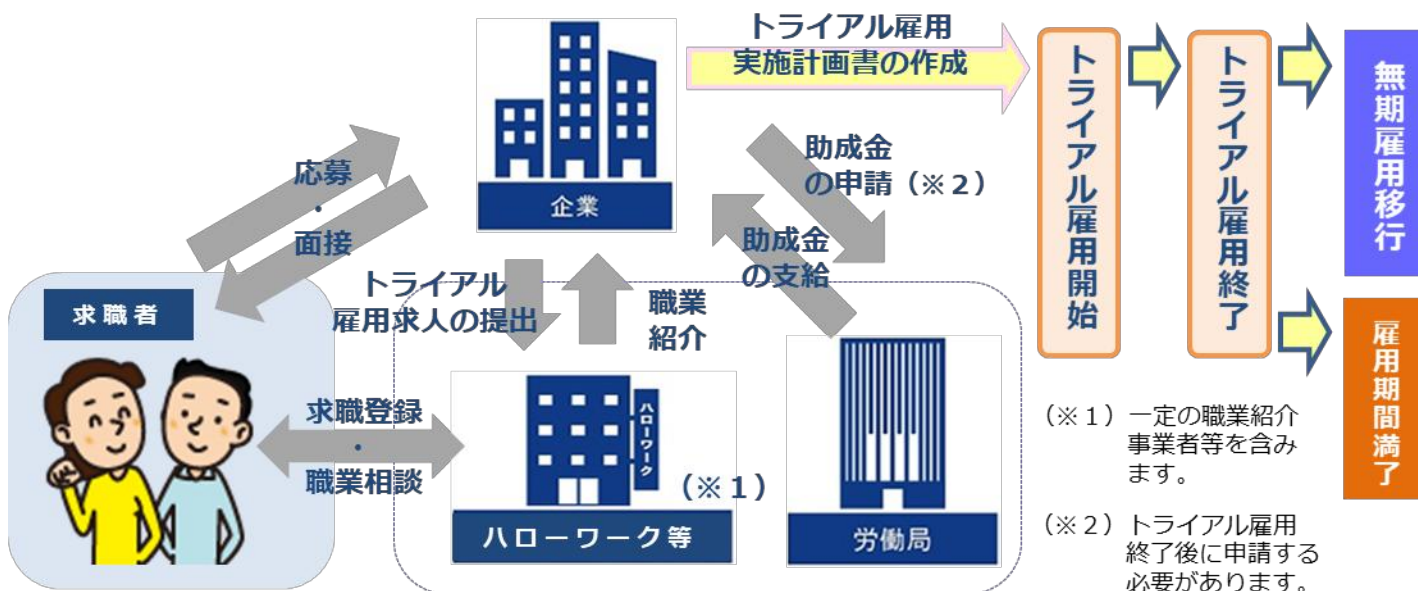 トライアル雇用
実施計画書の作成
企業
応募
・
面接
助成金
の申請（※２）
助成金
の支給
トライアル
雇用求人の提出
職業
紹介
求職者
求職登録
・
職業相談
ハローワーク
（※１）
ハローワーク等
労働局
トライアル雇用開始
トライアル雇用終了
無期雇用移行
雇用期間満了
（※１）一定の職業紹介
事業者等を含み
ます。
（※２）トライアル雇用
終了後に申請する
必要があります。